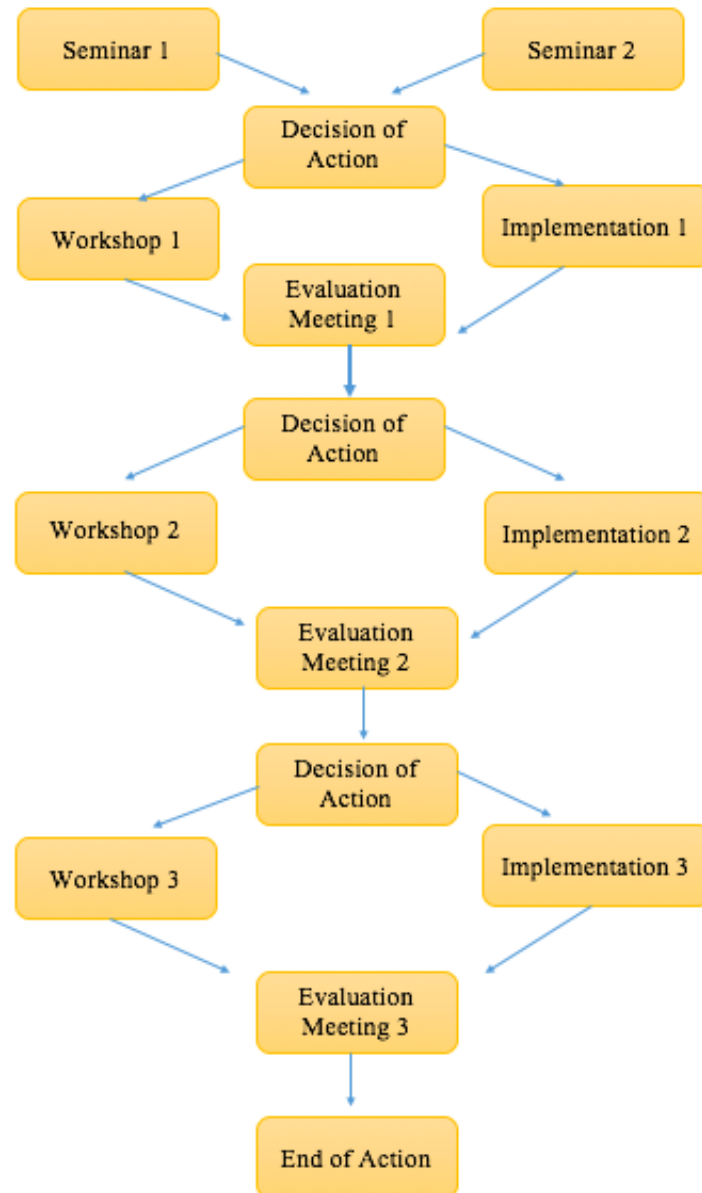 Seminar 1
Seminar 2
Decision of
Action
Workshop 1
Implementation 1
Evaluation
Meeting 1
Decision of
Action
Workshop 2
Implementation 2
Evaluation
Meeting 2
Decision of
Action
Workshop 3
Implementation 3
Evaluation
Meeting 3
End of Action